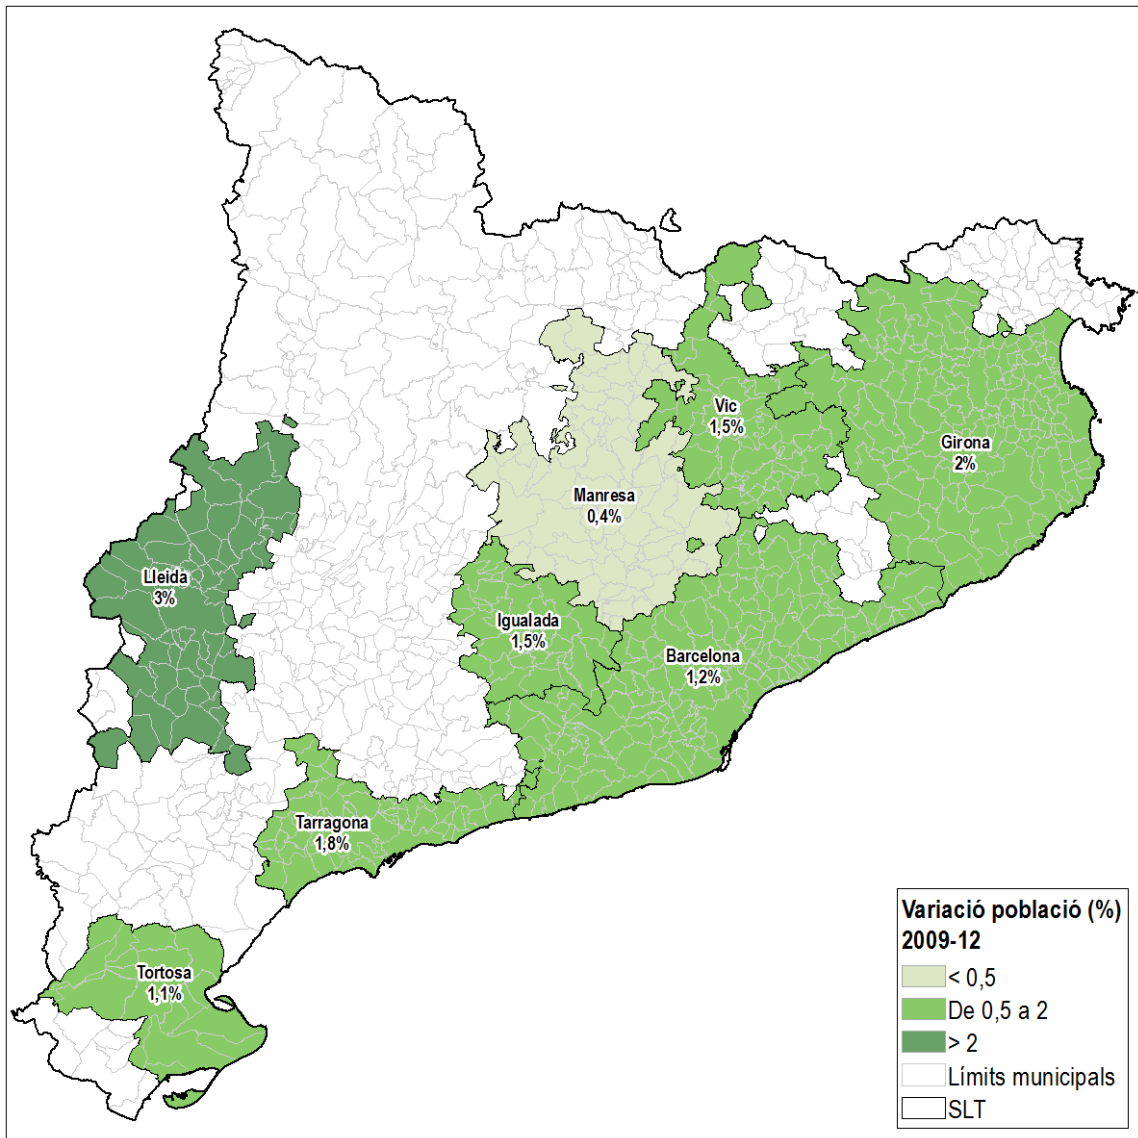 Vic
1,5%
Girona
2%
Manresa
0,4%
Lleida
3%
Igualada
1,5%
Barcelona
1,2%
Tarragona
1,8%
Tortosa
1,1%
Variació població (%)
2009-12
< 0,5
De 0,5 a 2
> 2
Límits municipals
SLT